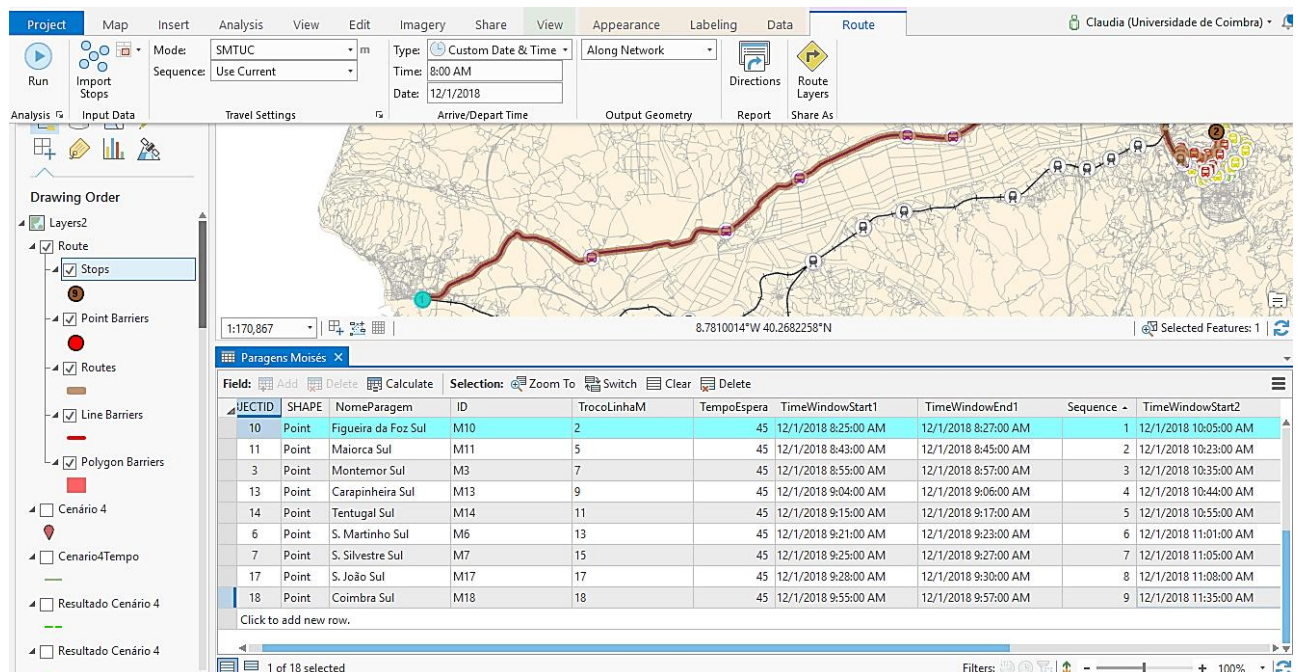 Project Map Insert Analysis View Edit Imagery Share View Appearance Labeling Data Route Claudia (Universidade de Coimbra)
Run
Import Stops
Mode: SMTUC m
Sequence: Use Current
Type: Custom Date & Time
Time: 8:00 AM
Date: 12/1/2018
Along Network
Directions
Route Layers
Analysis Input Data Travel Settings Arrive/Depart Time Output Geometry Report Share As
Drawing Order
Layers2
Route
Stops
9
Point Barriers
Routes
Line Barriers
Polygon Barriers
Cenário 4
Cenario4Tempo
Resultado Cenário 4
Resultado Cenário 4
2
1
1:170,867 8.7810014°W 40.2682258°N Selected Features: 1
Paragens Moisés
Field: Add Delete Calculate Selection: Zoom To Switch Clear Delete
JECTID SHAPE NomeParagem ID TrocoLinhaM TempoEspera TimeWindowStart1 TimeWindowEnd1 Sequence TimeWindowStart2
10 Point Figueira da Foz Sul M10 2 45 12/1/2018 8:25:00 AM 12/1/2018 8:27:00 AM 1 12/1/2018 10:05:00 AM
11 Point Maiorca Sul M11 5 45 12/1/2018 8:43:00 AM 12/1/2018 8:45:00 AM 2 12/1/2018 10:23:00 AM
3 Point Montemor Sul M3 7 45 12/1/2018 8:55:00 AM 12/1/2018 8:57:00 AM 3 12/1/2018 10:35:00 AM
13 Point Carapinheira Sul M13 9 45 12/1/2018 9:04:00 AM 12/1/2018 9:06:00 AM 4 12/1/2018 10:44:00 AM
14 Point Tentugal Sul M14 11 45 12/1/2018 9:15:00 AM 12/1/2018 9:17:00 AM 5 12/1/2018 10:55:00 AM
6 Point S. Martinho Sul M6 13 45 12/1/2018 9:21:00 AM 12/1/2018 9:23:00 AM 6 12/1/2018 11:01:00 AM
7 Point S. Silvestre Sul M7 15 45 12/1/2018 9:25:00 AM 12/1/2018 9:27:00 AM 7 12/1/2018 11:05:00 AM
17 Point S. João Sul M17 17 45 12/1/2018 9:28:00 AM 12/1/2018 9:30:00 AM 8 12/1/2018 11:08:00 AM
18 Point Coimbra Sul M18 18 45 12/1/2018 9:55:00 AM 12/1/2018 9:57:00 AM 9 12/1/2018 11:35:00 AM
Click to add new row.
1 of 18 selected Filters: - + 100%